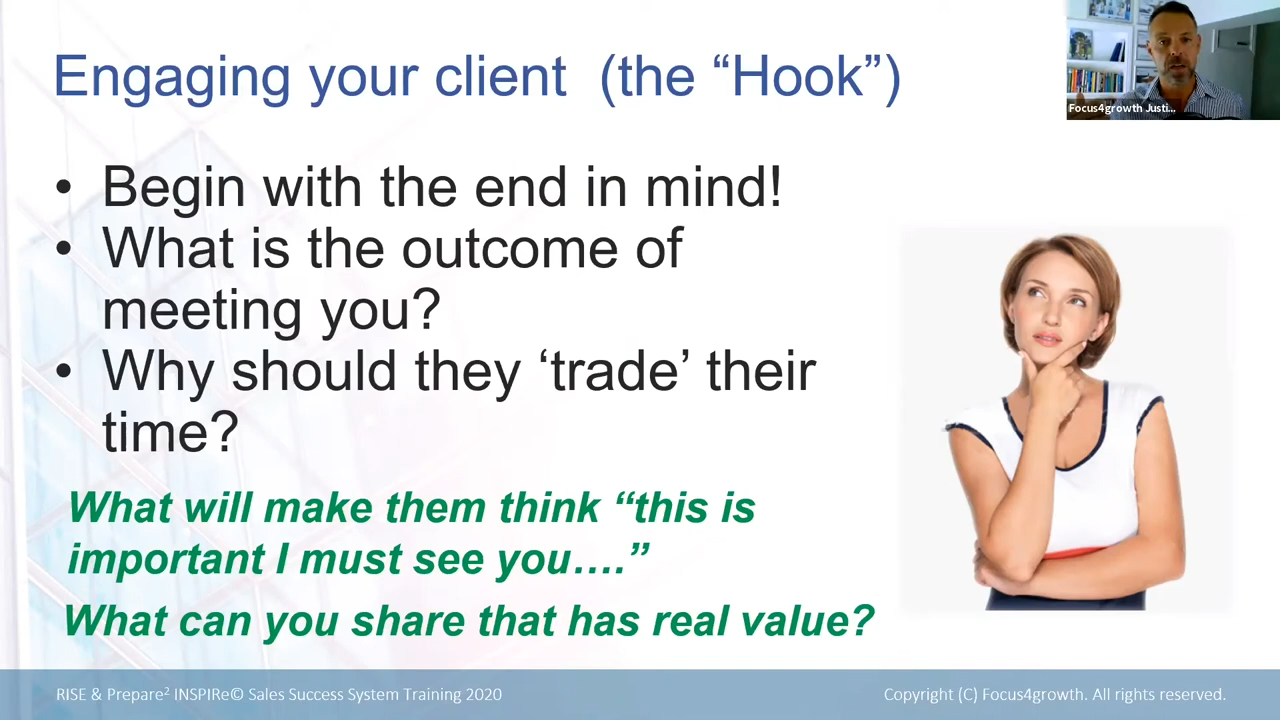 Engaging your client (the “Hook”)
Focus4growth Justi...
• Begin with the end in mind!
• What is the outcome of
meeting you?
• Why should they ‘trade’ their
time?
What will make them think “this is
important I must see you….”
What can you share that has real value?
RISE & Prepare² INSPIRe© Sales Success System Training 2020
Copyright (C) Focus4growth. All rights reserved.